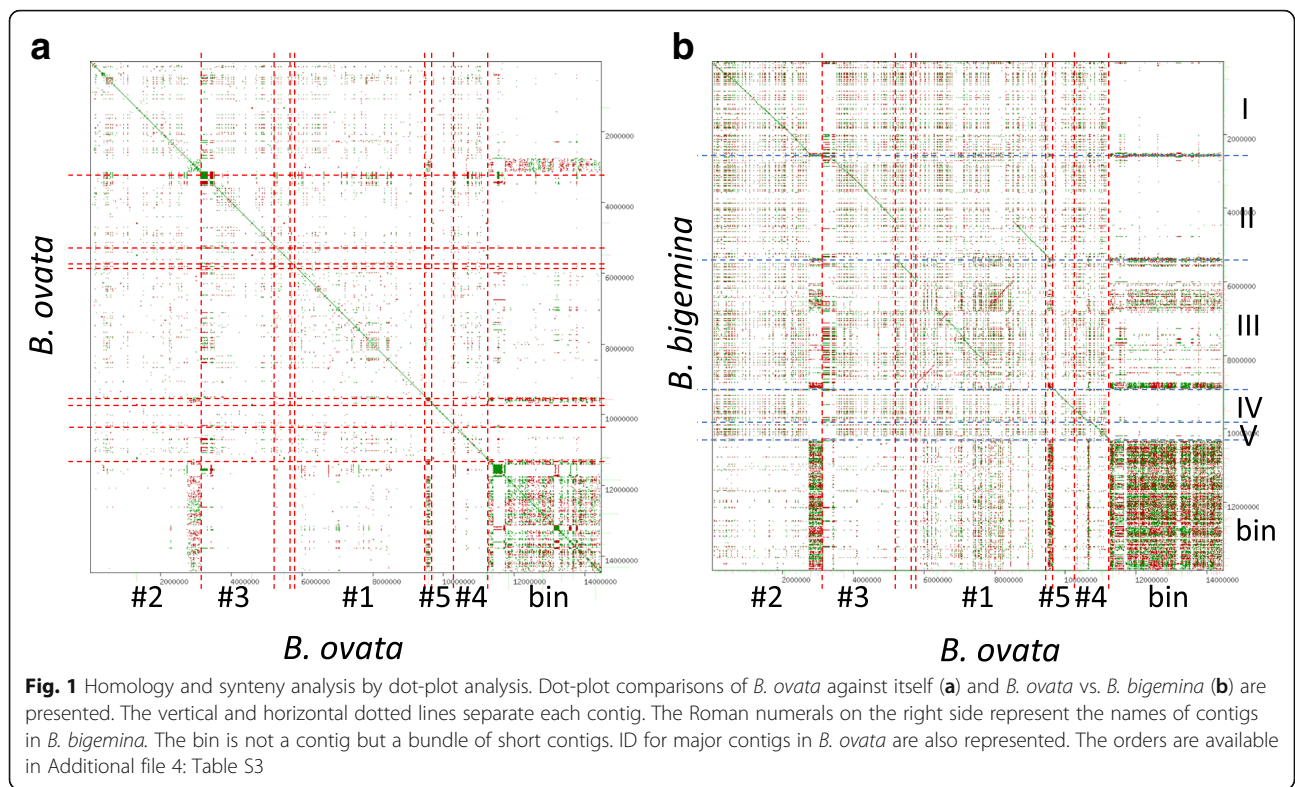 a
B. ovata
2000000
4000000
6000000
8000000
10000000
12000000
14000000
2000000
4000000
6000000
8000000
10000000
12000000
14000000
#2
#3
#1
#5
#4
bin
B. ovata
b
B. bigemina
2000000
4000000
6000000
8000000
10000000
12000000
I
II
III
IV
V
bin
2000000
4000000
6000000
8000000
10000000
12000000
14000000
#2
#3
#1
#5
#4
bin
B. ovata
Fig. 1 Homology and synteny analysis by dot-plot analysis. Dot-plot comparisons of B. ovata against itself (a) and B. ovata vs. B. bigemina (b) are
presented. The vertical and horizontal dotted lines separate each contig. The Roman numerals on the right side represent the names of contigs
in B. bigemina. The bin is not a contig but a bundle of short contigs. ID for major contigs in B. ovata are also represented. The orders are available
in Additional file 4: Table S3